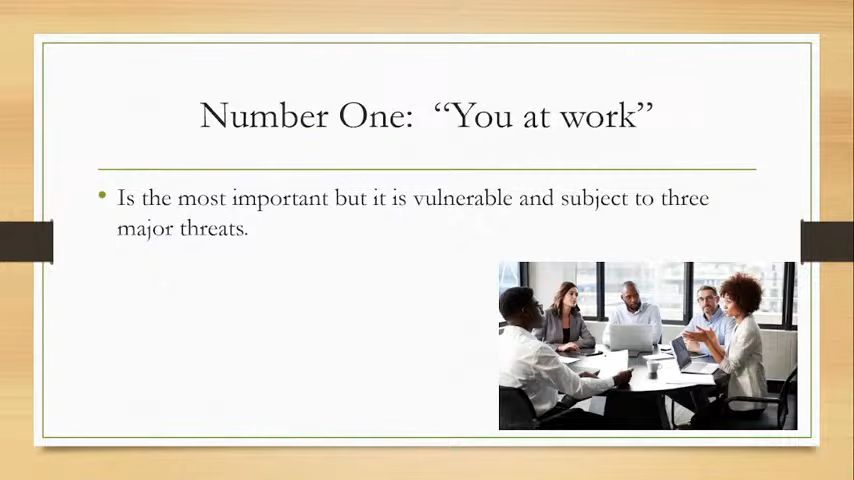 Number One:  “You at work”
• Is the most important but it is vulnerable and subject to three
major threats.